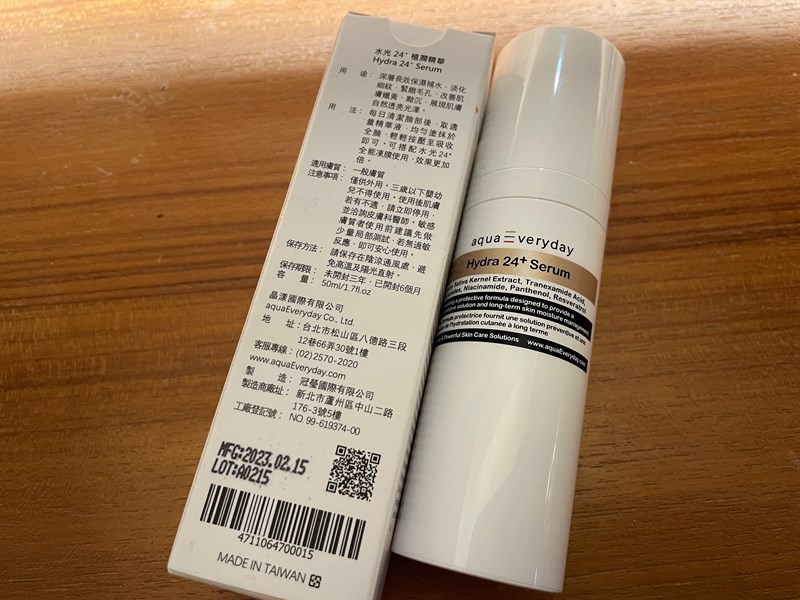 水光 24⁺ 植潤精華
Hydra 24⁺ Serum
用 途：深層長效保濕補水、淡化
細紋、緊緻毛孔、改善肌
膚蠟黃、黯沉，展現肌膚
自然透亮光澤。
用 法：每日清潔臉部後，取適
量精華液，均勻塗抹於
全臉，輕輕按壓至吸收
即可。可搭配水光 24⁺
全能凍膜使用，效果更加
倍。
適用膚質：一般膚質
注意事項：僅供外用。三歲以下嬰幼
兒不得使用。使用後肌膚
若有不適，請立即停用，
並洽詢皮膚科醫師。敏感
膚質者使用前建議先做
少量局部測試，若無過敏
反應，即可安心使用。
保存方法：請保存在陰涼通風處，避
免高溫及陽光直射。
保存期限：未開封三年，已開封6個月
容 量：50ml/1.7fl.oz
晶漾國際有限公司
aquaEveryday Co., Ltd.
地 址：台北市松山區八德路三段
12巷66弄30號1樓
客服專線：(02)2570-2020
www.aquaEveryday.com
製 造：冠瑩國際有限公司
製造商廠址：新北市蘆洲區中山二路
176-3號5樓
工廠登記號：NO. 99-619374-00
MFG:2023.02.15
LOT:A0215
4711064700015
MADE IN TAIWAN
aqua Everyday
Hydra 24+ Serum
Sativa Kernel Extract, Tranexamic Acid,
Niacinamide, Panthenol, Resveratrol
a protective formula designed to provide a
solution and long-term skin moisture management
protectrice fournit une solution préventive et une
de l'hydratation cutanée à long terme
& Powerful Skin Care Solutions www.aquaEveryday.com